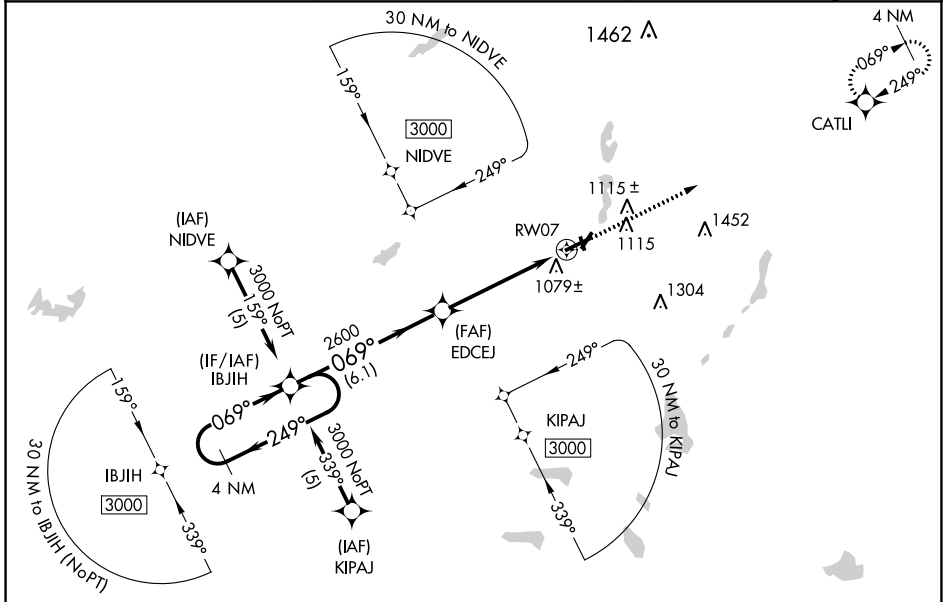 30 NM to NIDVE
1462
4 NM
069°
249°
CATLI
159°
3000
NIDVE
249°
1115 ±
1452
RW07
1115
1079±
1304
(IAF)
NIDVE
3000 NoPT
159°
(5)
(FAF)
EDCEJ
2600
069°
(6.1)
(IF/IAF)
IBJIH
069°
249°
4 NM
3000 NoPT
339°
(5)
(IAF)
KIPAJ
159°
IBJIH
3000
339°
30 NM to IBJIH (NoPT)
249°
KIPAJ
3000
339°
30 NM to KIPAJ